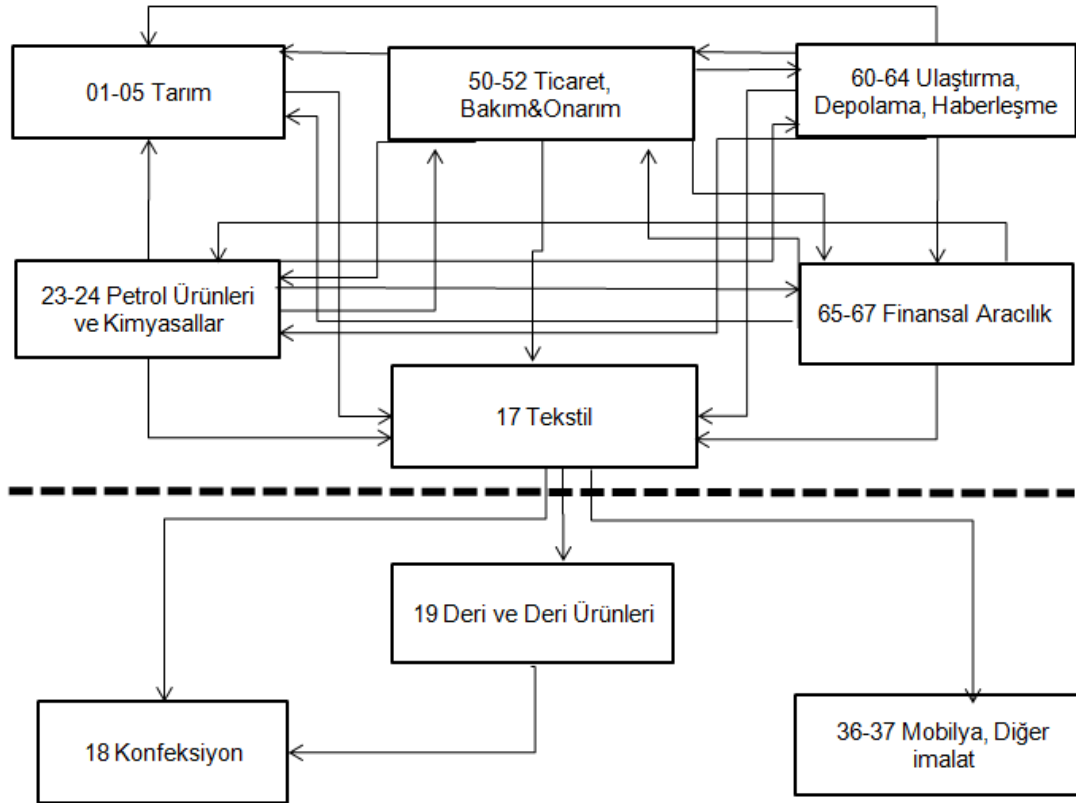 01-05 Tarım
50-52 Ticaret,
Bakım&Onarım
60-64 Ulaştırma,
Depolama, Haberleşme
23-24 Petrol Ürünleri
ve Kimyasallar
65-67 Finansal Aracılık
17 Tekstil
19 Deri ve Deri Ürünleri
18 Konfeksiyon
36-37 Mobilya, Diğer
imalat